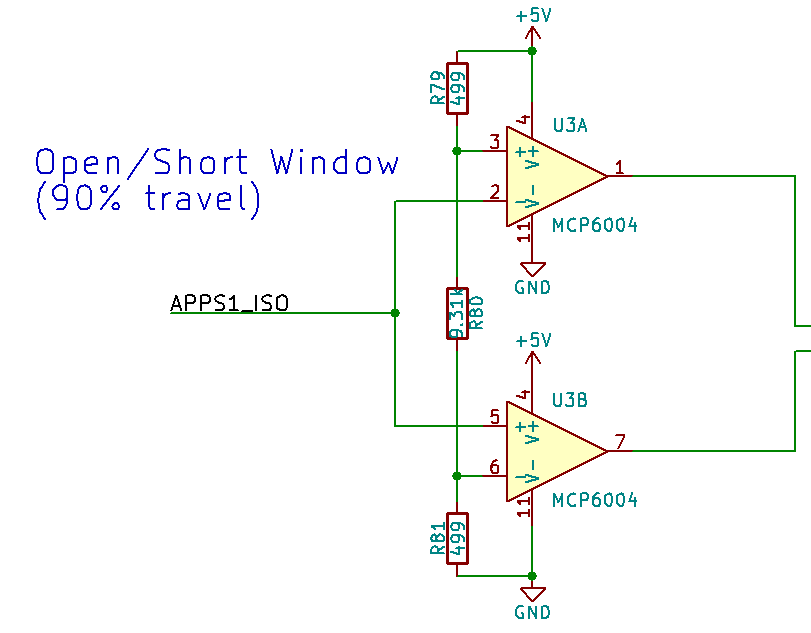 +5V
R79
499
4
U3A
3
+
V+
1
Open/Short Window
(90% travel)
2
-
V-
11
MCP6004
GND
APPS1_ISO
9.31k
R80
+5V
4
U3B
5
+
V+
7
6
-
V-
11
MCP6004
R81
499
GND